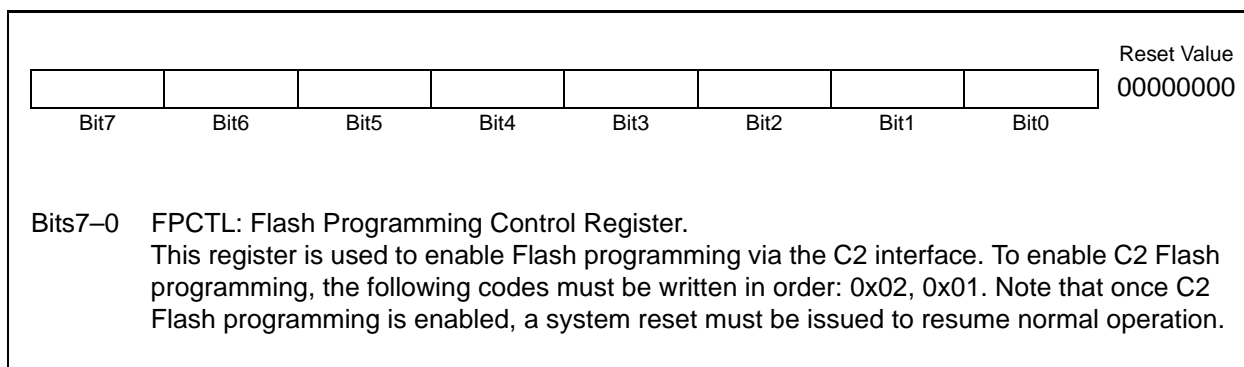 Reset Value
00000000
Bit7 Bit6 Bit5 Bit4 Bit3 Bit2 Bit1 Bit0
Bits7–0 FPCTL: Flash Programming Control Register.
This register is used to enable Flash programming via the C2 interface. To enable C2 Flash
programming, the following codes must be written in order: 0x02, 0x01. Note that once C2
Flash programming is enabled, a system reset must be issued to resume normal operation.